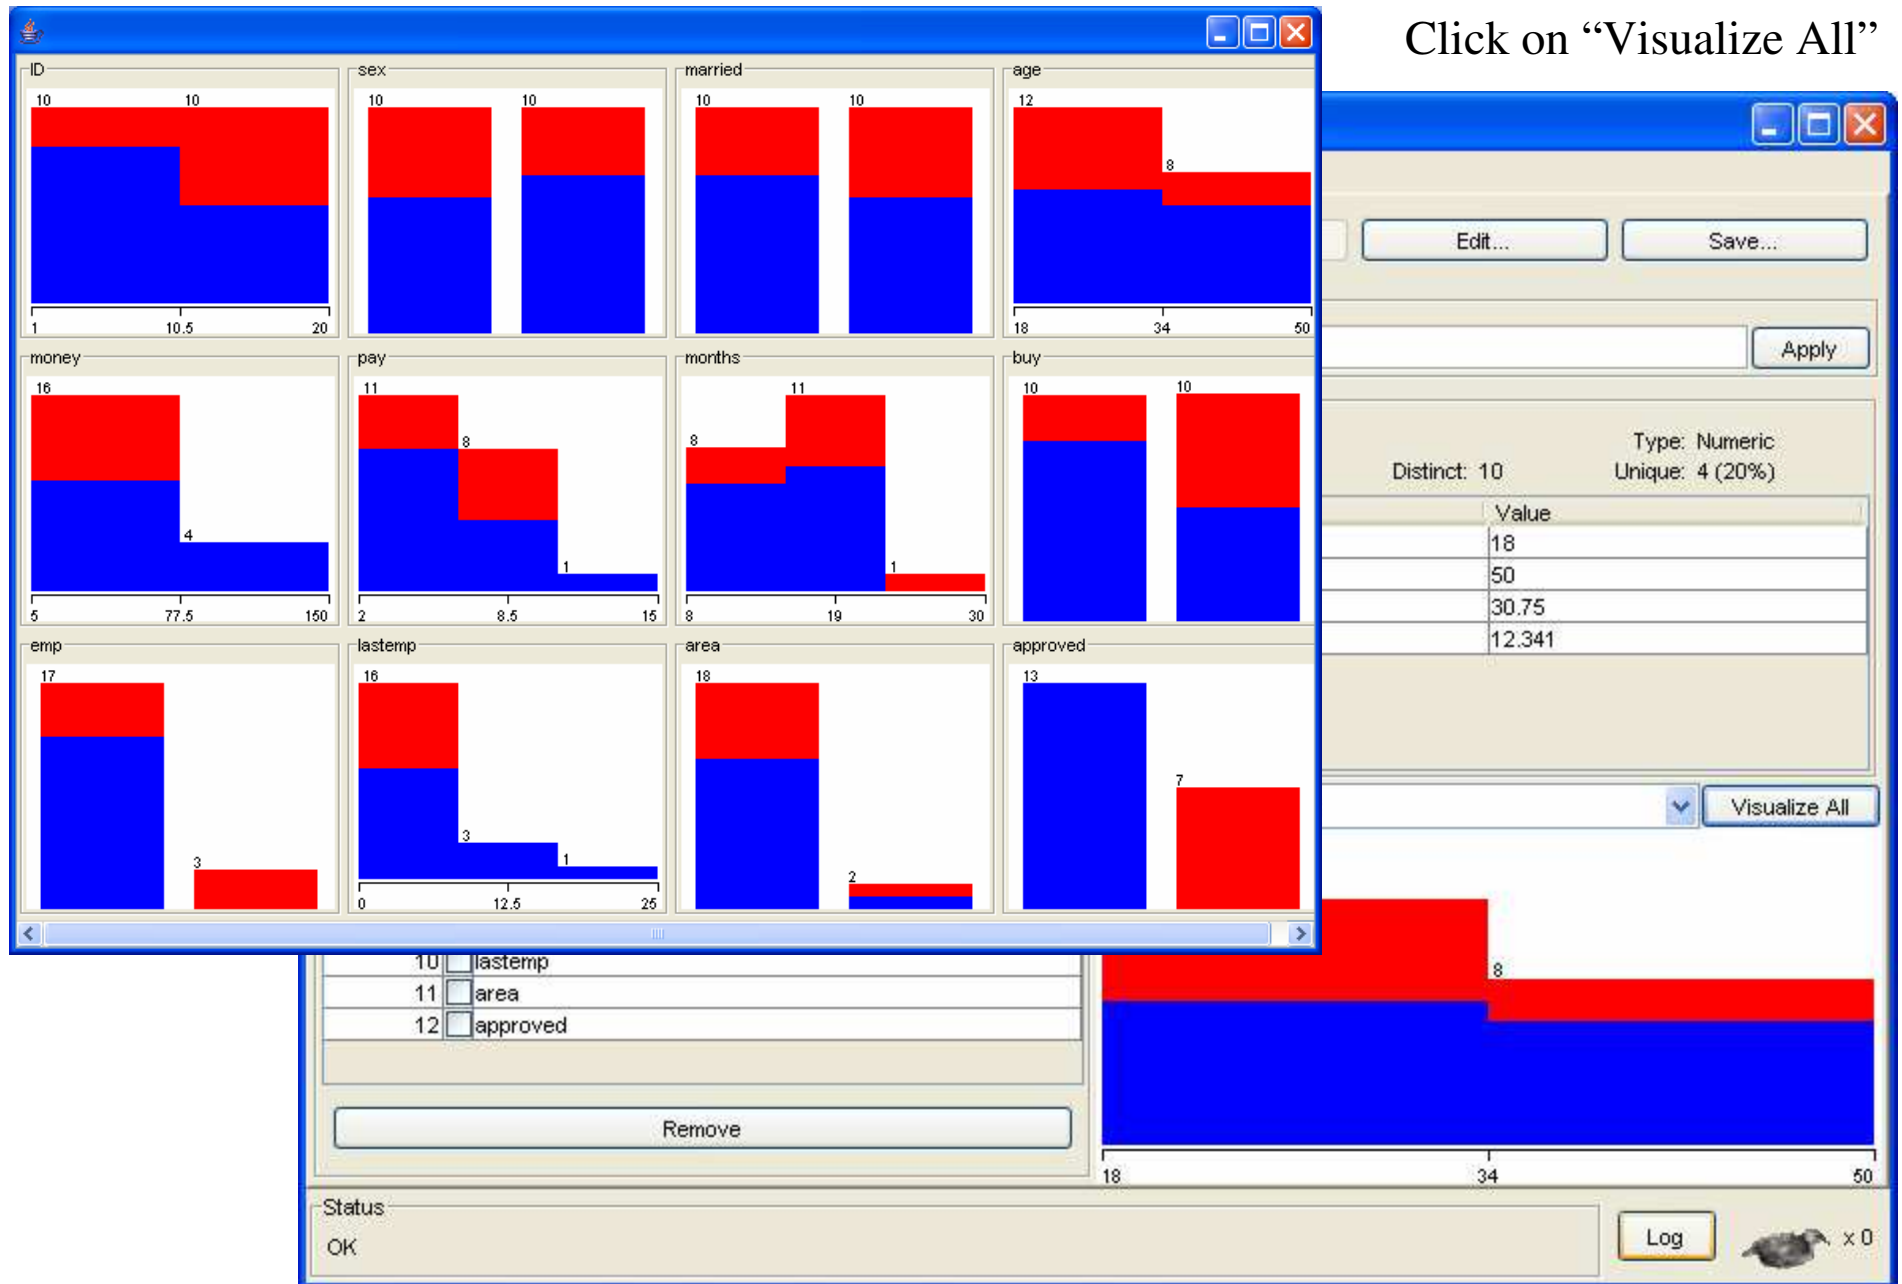 Click on “Visualize All”
ID sex married age
10 10 10 10 10 10 12 8
1 10.5 20 18 34 50
money pay months buy
16 4 11 8 1 8 11 1 10 10
5 77.5 150 2 8.5 15 8 19 30
emp lastemp area approved
17 3 16 3 1 18 2 13 7
0 12.5 25
Edit... Save...
Apply
Type: Numeric
Distinct: 10 Unique: 4 (20%)
Value
18
50
30.75
12.341
Visualize All
10 lastemp
11 area
12 approved
Remove
8
18 34 50
Status
OK
Log x 0